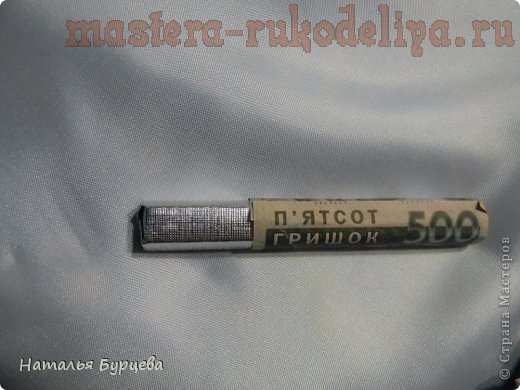 mastera-rukodeliya.ru
П'ЯТСОТ
ГРИШОК 500
Наталья Бурцева
© Страна Мастеров